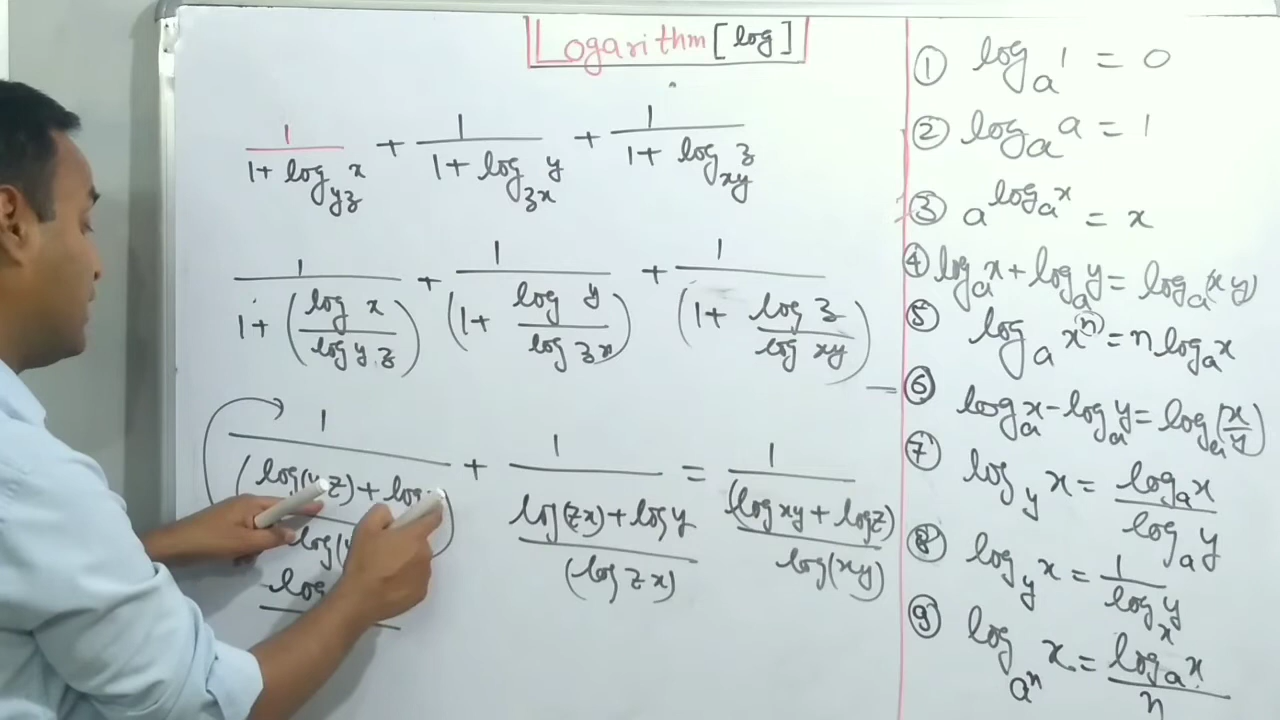 Logarithm [log]
1/(1 + log_yz x) + 1/(1 + log_zx y) + 1/(1 + log_xy z)
1/(1 + (log x/log y.z)) + 1/(1 + log y/log zx) + 1/(1 + log z/log xy)
1/((log(yz) + log)/log(y) + 1/((log(zx) + log y)/(log zx)) = 1/((log xy + log z)/log(xy))
log
① log_a 1 = 0
② log_a a = 1
③ a^(log_a x) = x
④ log_a x + log_a y = log_a (xy)
⑤ log_a x^(n) = n log_a x
⑥ log_a x - log_a y = log_a (x/y)
⑦ log_y x = log_a x/log_a y
⑧ log_y x = 1/log_x y
⑨ log_a^n x = log_a x/n